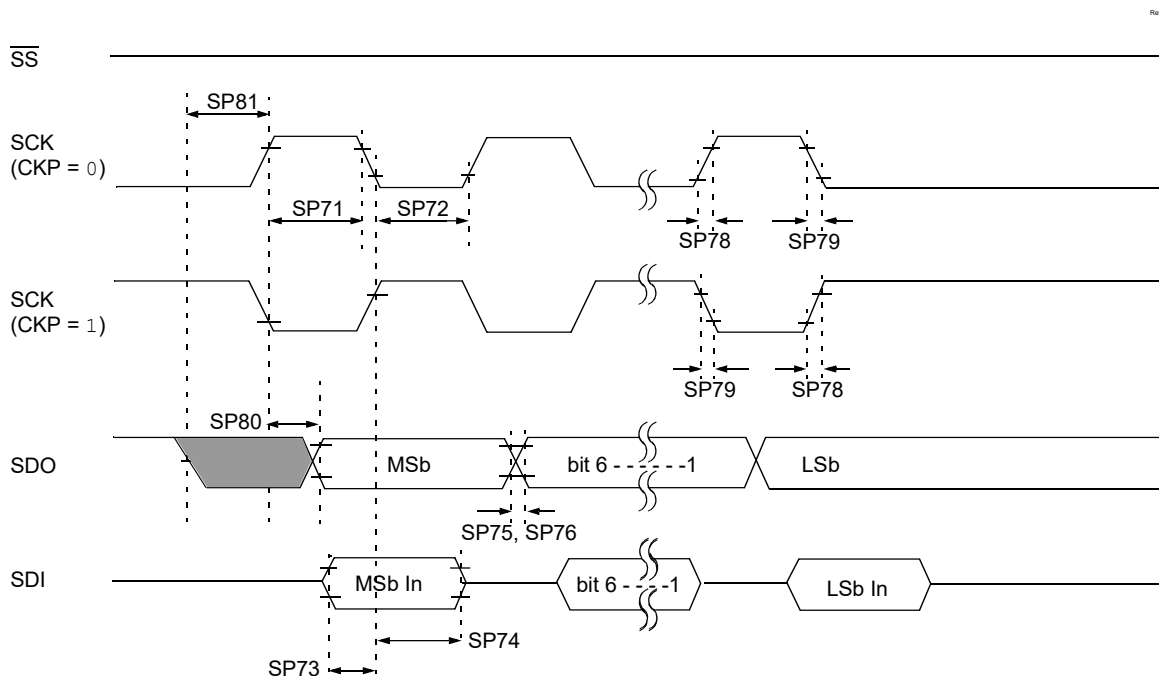 Re
SS
SP81
SCK
(CKP = 0)
SP71
SP72
SP78
SP79
SCK
(CKP = 1)
SP79
SP78
SP80
SDO
MSb
bit 6 - - - - - -1
LSb
SP75, SP76
SDI
MSb In
bit 6 - - - -1
LSb In
SP74
SP73